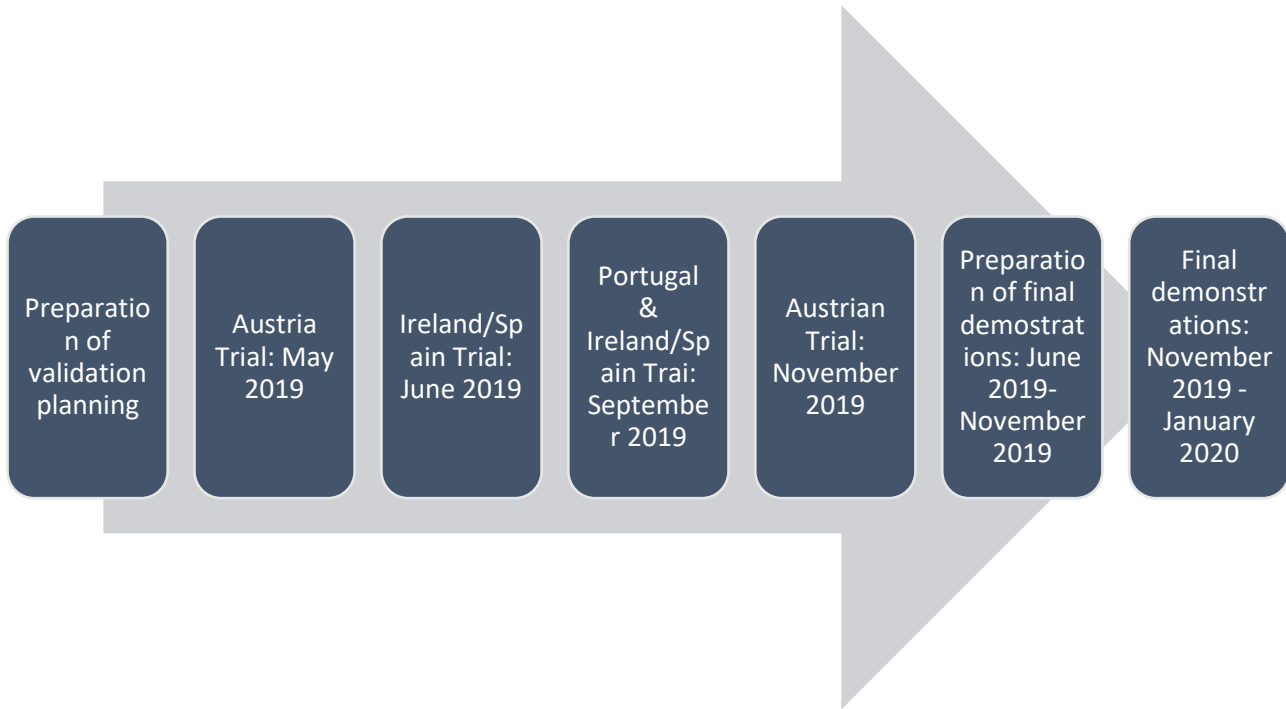 Preparatio
n of
validation
planning
Austria
Trial: May
2019
Ireland/Sp
ain Trial:
June 2019
Portugal
&
Ireland/Sp
ain Trai:
Septembe
r 2019
Austrian
Trial:
November
2019
Preparatio
n of final
demostrat
ions: June
2019-
November
2019
Final
demonstr
ations:
November
2019 -
January
2020